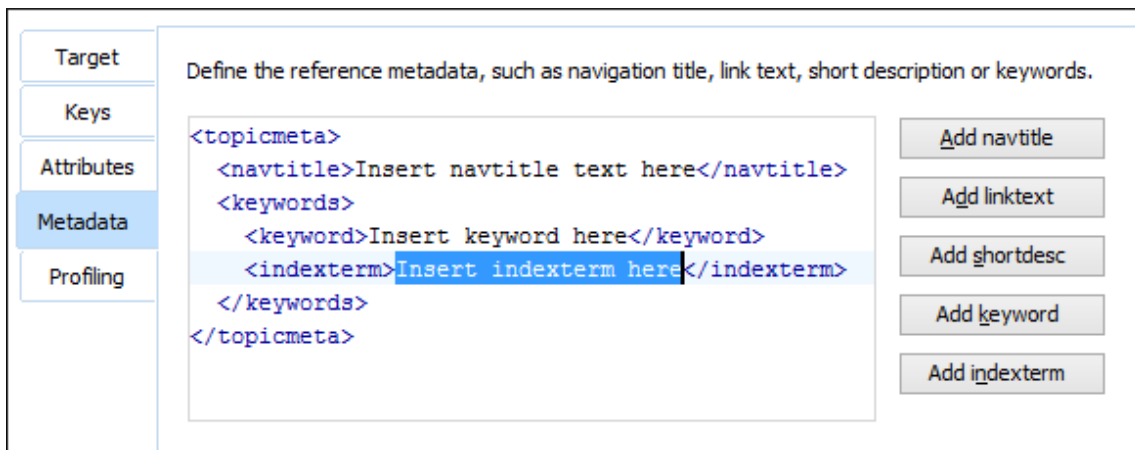 Target
Keys
Attributes
Metadata
Profiling
Define the reference metadata, such as navigation title, link text, short description or keywords.
<topicmeta>
  <navtitle>Insert navtitle text here</navtitle>
  <keywords>
    <keyword>Insert keyword here</keyword>
    <indexterm>Insert indexterm here</indexterm>
  </keywords>
</topicmeta>
Add navtitle
Add linktext
Add shortdesc
Add keyword
Add indexterm